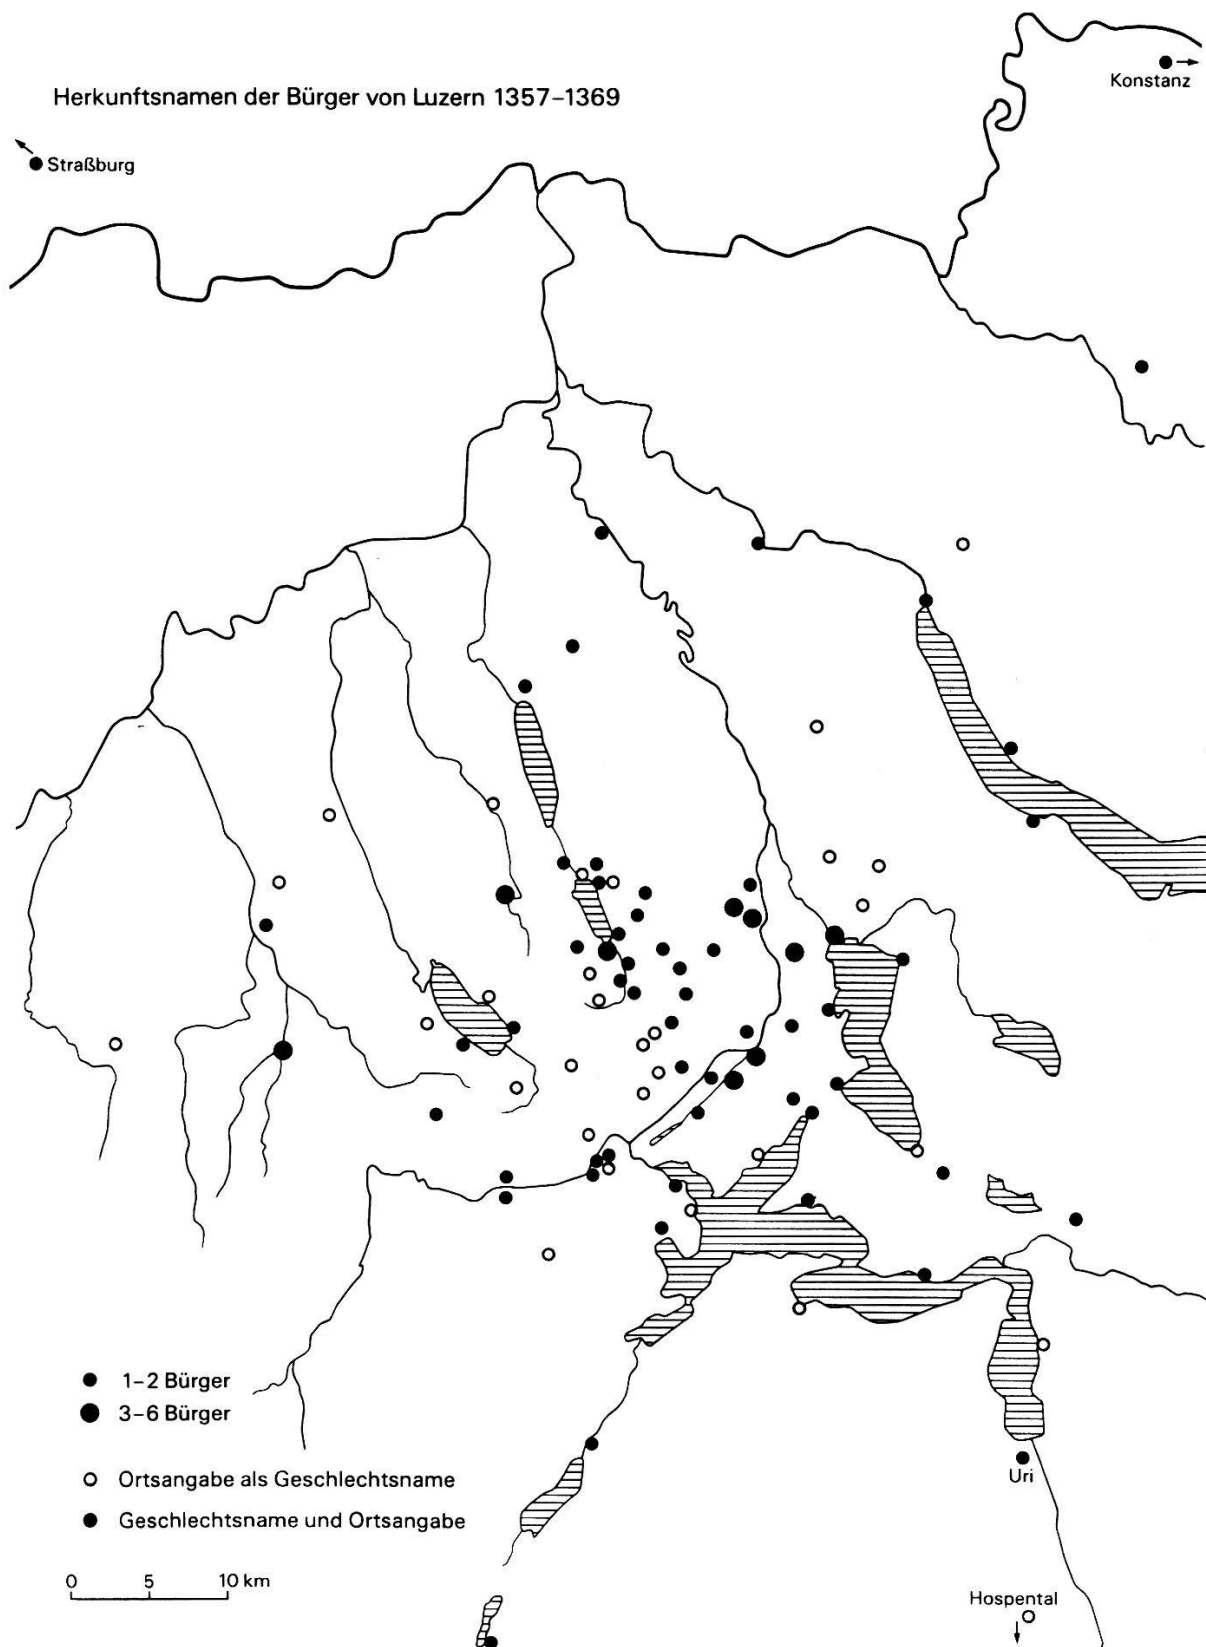 Konstanz
Herkunftsnamen der Bürger von Luzern 1357–1369
Straßburg
1–2 Bürger
3–6 Bürger
Uri
Ortsangabe als Geschlechtsname
Geschlechtsname und Ortsangabe
0 5 10 km
Hospental